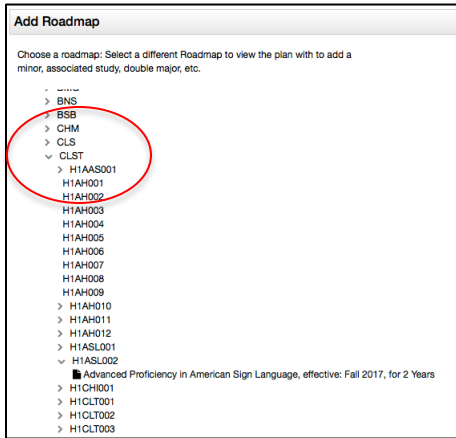 Add Roadmap
Choose a roadmap: Select a different Roadmap to view the plan with to add a
minor, associated study, double major, etc.
BNS
BSB
CHM
CLS
CLST
H1AAS001
H1AH001
H1AH002
H1AH003
H1AH004
H1AH005
H1AH006
H1AH007
H1AH008
H1AH009
H1AH010
H1AH011
H1AH012
H1ASL001
H1ASL002
Advanced Proficiency in American Sign Language, effective: Fall 2017, for 2 Years
H1CHI001
H1CLT001
H1CLT002
H1CLT003